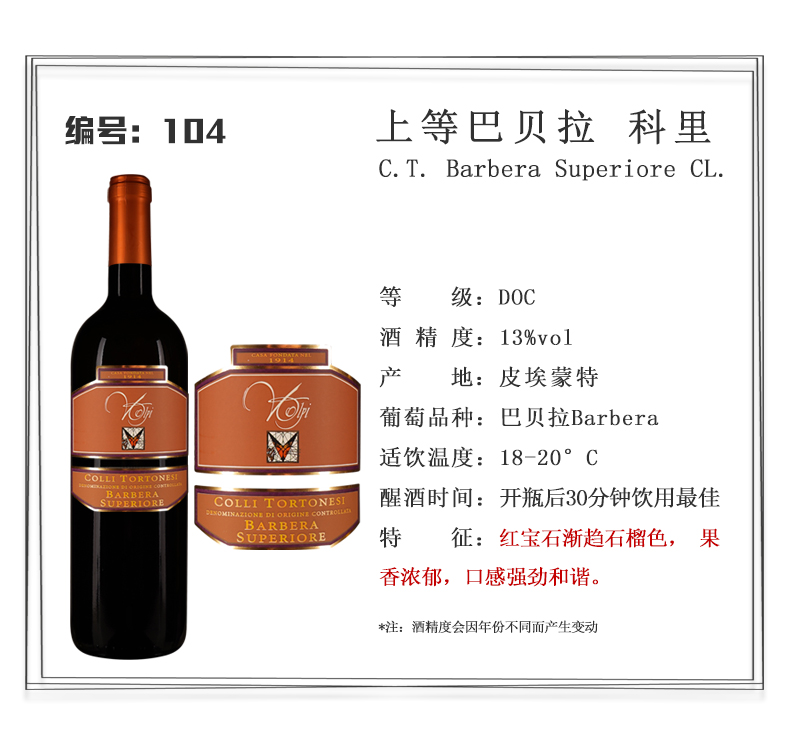 编号：104
上等巴贝拉 科里
C.T. Barbera Superiore CL.
等 级：DOC
酒精度：13%vol
产 地：皮埃蒙特
葡萄品种：巴贝拉Barbera
适饮温度：18-20°C
醒酒时间：开瓶后30分钟饮用最佳
特 征：红宝石渐趋石榴色， 果
香浓郁，口感强劲和谐。
*注：酒精度会因年份不同而产生变动
CASA FONDATA NEL
1914
Volpi
COLLI TORTONESI
DENOMINAZIONE DI ORIGINE CONTROLLATA
BARBERA
SUPERIORE
1914
Volpi
COLLI TORTONESI
DENOMINAZIONE DI ORIGINE CONTROLLATA
BARBERA
SUPERIORE